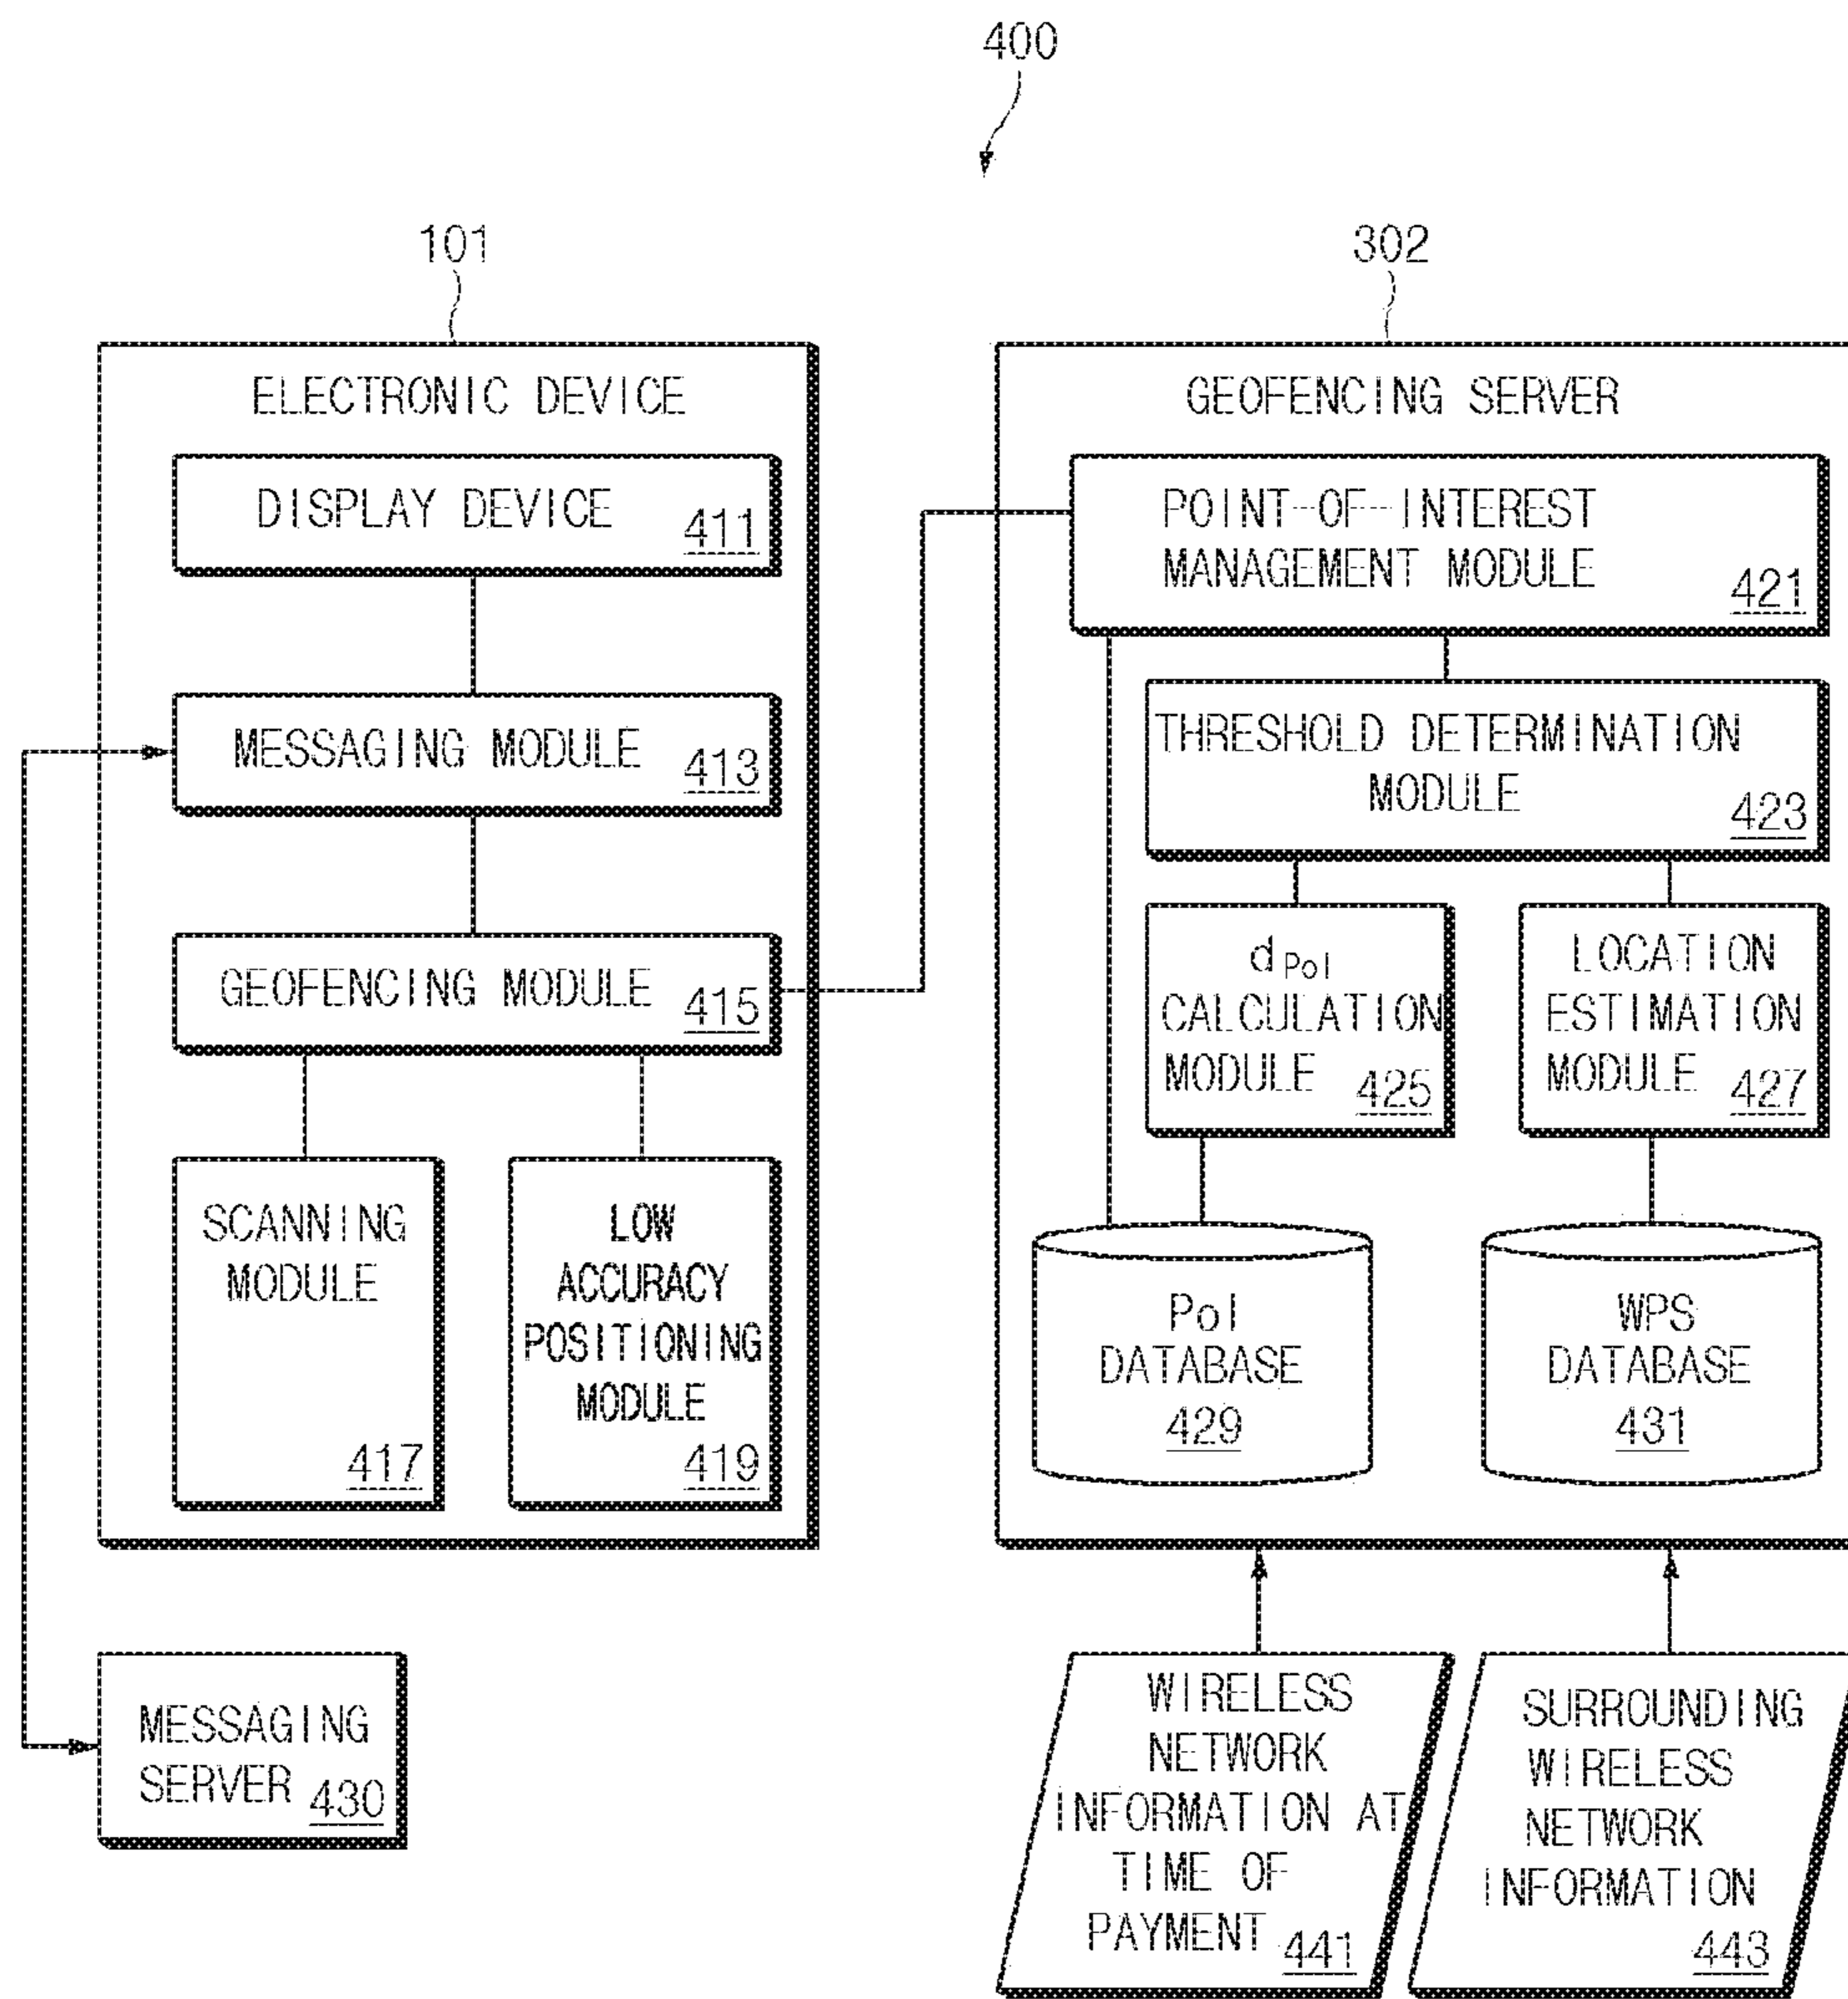 400
101
ELECTRONIC DEVICE
DISPLAY DEVICE 411
MESSAGING MODULE 413
GEOFENCING MODULE 415
SCANNING
MODULE
417
LOW
ACCURACY
POSITIONING
MODULE
419
MESSAGING
SERVER 430
302
GEOFENCING SERVER
POINT-OF-INTEREST
MANAGEMENT MODULE 421
THRESHOLD DETERMINATION
MODULE 423
dPoI
CALCULATION
MODULE 425
LOCATION
ESTIMATION
MODULE 427
PoI
DATABASE
429
WPS
DATABASE
431
WIRELESS
NETWORK
INFORMATION AT
TIME OF
PAYMENT 441
SURROUNDING
WIRELESS
NETWORK
INFORMATION
443